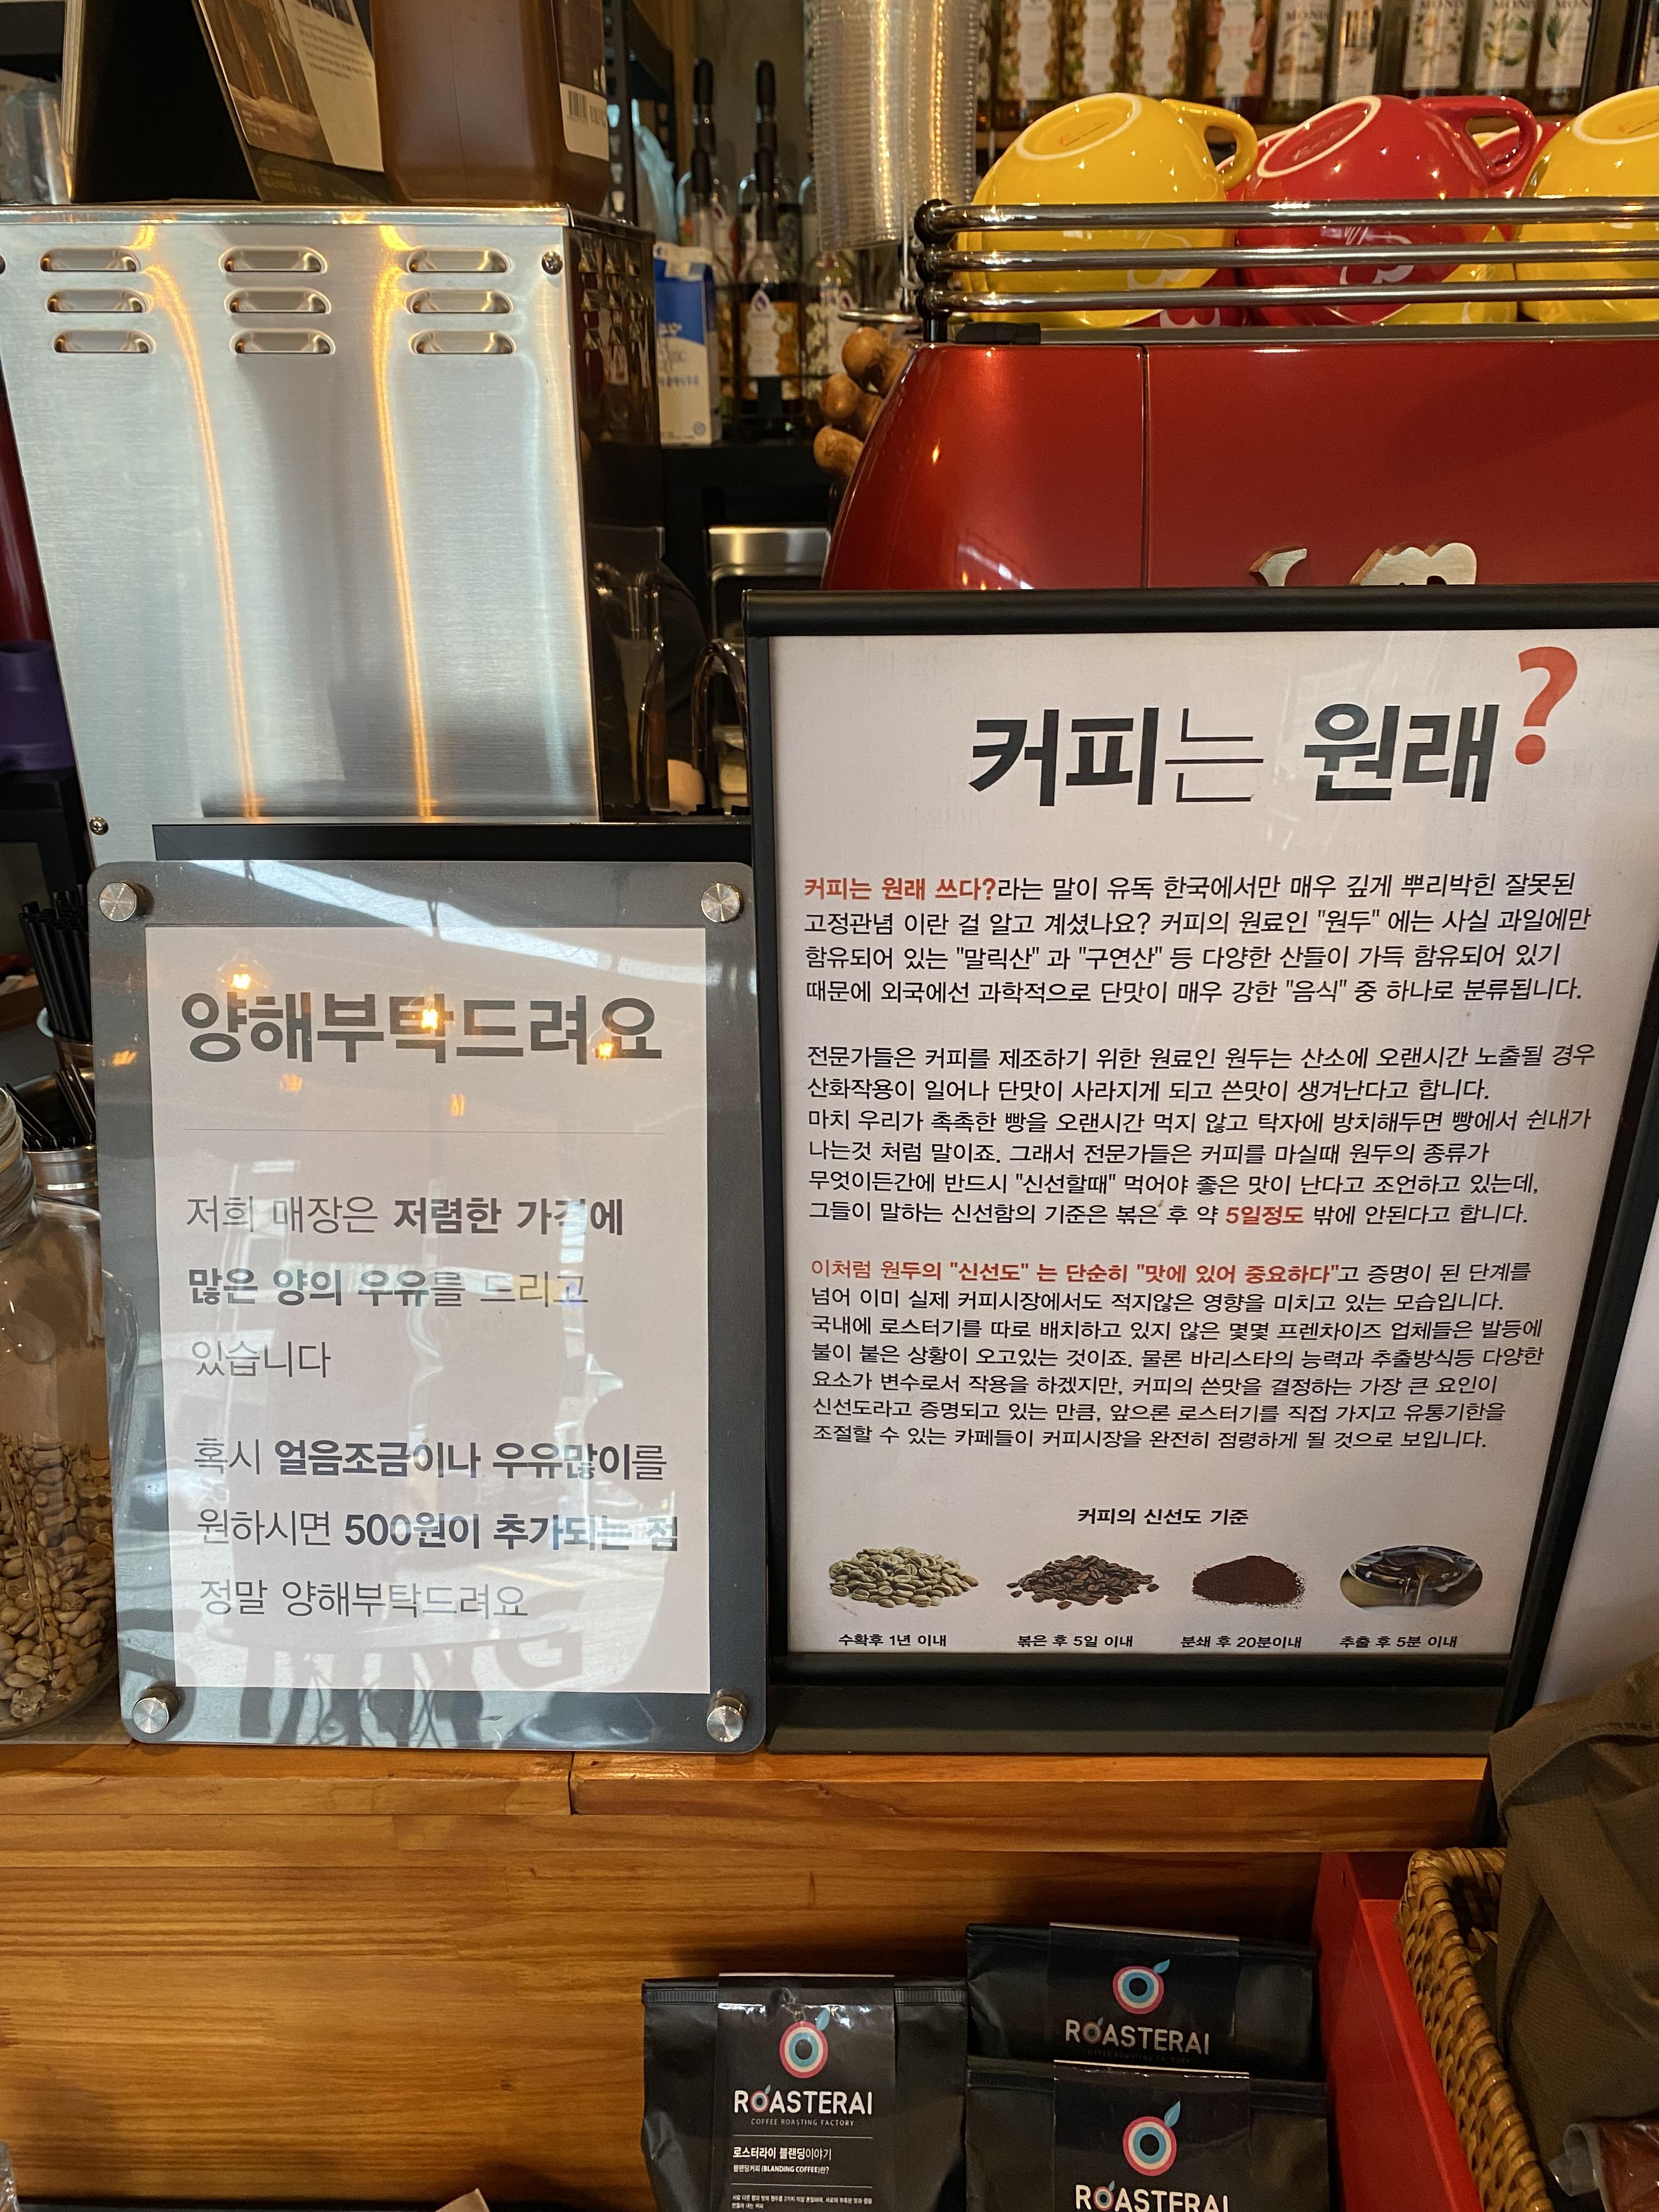 양해부탁드려요
저희 매장은 저렴한 가격에
많은 양의 우유를 드리고
있습니다
혹시 얼음조금이나 우유많이를
원하시면 500원이 추가되는 점
정말 양해부탁드려요
커피는 원래?
커피는 원래 쓰다?라는 말이 유독 한국에서만 매우 깊게 뿌리박힌 잘못된
고정관념 이란 걸 알고 계셨나요? 커피의 원료인 "원두" 에는 사실 과일에만
함유되어 있는 "말릭산" 과 "구연산" 등 다양한 산들이 가득 함유되어 있기
때문에 외국에선 과학적으로 단맛이 매우 강한 "음식" 중 하나로 분류됩니다.
전문가들은 커피를 제조하기 위한 원료인 원두는 산소에 오랜시간 노출될 경우
산화작용이 일어나 단맛이 사라지게 되고 쓴맛이 생겨난다고 합니다.
마치 우리가 촉촉한 빵을 오랜시간 먹지 않고 탁자에 방치해두면 빵에서 쉰내가
나는것 처럼 말이죠. 그래서 전문가들은 커피를 마실때 원두의 종류가
무엇이든간에 반드시 "신선할때" 먹어야 좋은 맛이 난다고 조언하고 있는데,
그들이 말하는 신선함의 기준은 볶은 후 약 5일정도 밖에 안된다고 합니다.
이처럼 원두의 "신선도" 는 단순히 "맛에 있어 중요하다"고 증명이 된 단계를
넘어 이미 실제 커피시장에서도 적지않은 영향을 미치고 있는 모습입니다.
국내에 로스터기를 따로 배치하고 있지 않은 몇몇 프렌차이즈 업체들은 발등에
불이 붙은 상황이 오고있는 것이죠. 물론 바리스타의 능력과 추출방식등 다양한
요소가 변수로서 작용을 하겠지만, 커피의 쓴맛을 결정하는 가장 큰 요인이
신선도라고 증명되고 있는 만큼, 앞으론 로스터기를 직접 가지고 유통기한을
조절할 수 있는 카페들이 커피시장을 완전히 점령하게 될 것으로 보입니다.
커피의 신선도 기준
수확후 1년 이내
볶은 후 5일 이내
분쇄 후 20분이내
추출 후 5분 이내
ROASTERAI
COFFEE ROASTING FACTORY
ROASTERAI
COFFEE ROASTING FACTORY
로스터라이 블랜딩이야기
블랜딩커피 (BLANDING COFFEE)란?
ROASTERAI